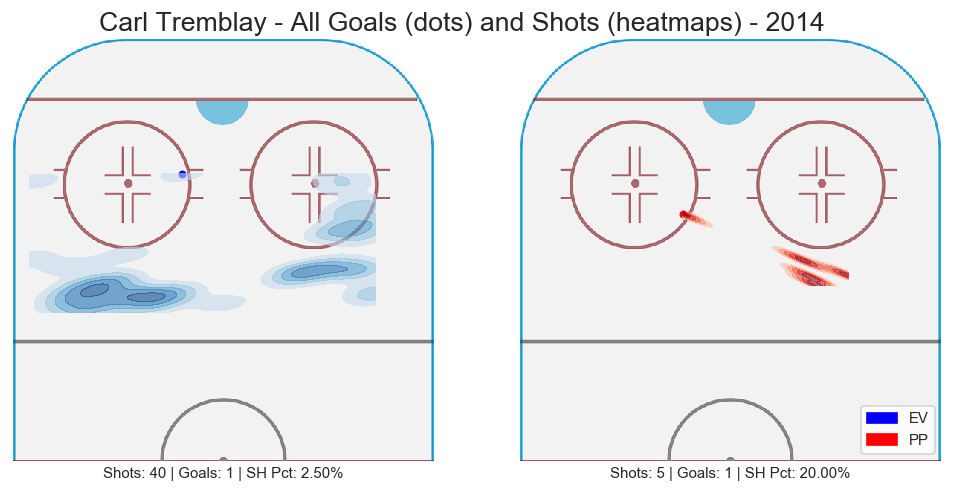 Carl Tremblay - All Goals (dots) and Shots (heatmaps) - 2014
EV
PP
Shots: 40 | Goals: 1 | SH Pct: 2.50%
Shots: 5 | Goals: 1 | SH Pct: 20.00%